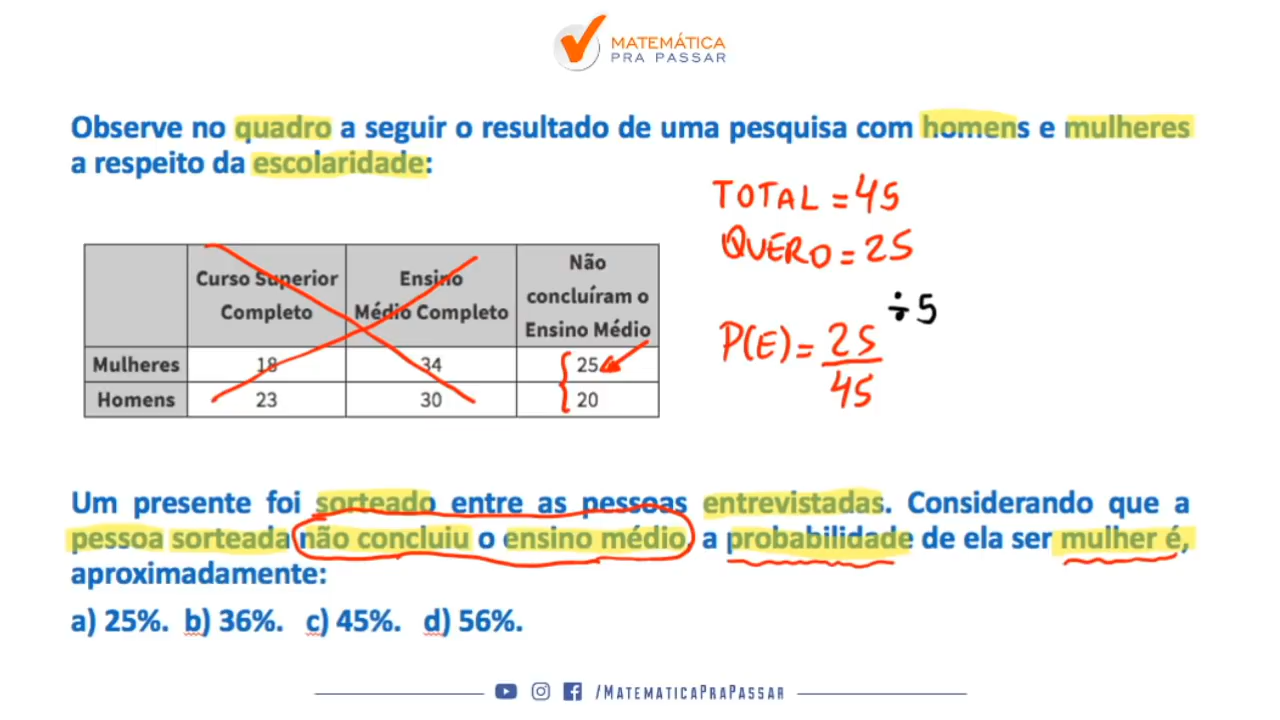 MATEMÁTICA
PRA PASSAR
Observe no quadro a seguir o resultado de uma pesquisa com homens e mulheres
a respeito da escolaridade:
TOTAL = 45
QUERO = 25
÷5
P(E) = 25
45
Curso Superior Completo Ensino Médio Completo Não concluíram o Ensino Médio
Mulheres 18 34 25
Homens 23 30 20
Um presente foi sorteado entre as pessoas entrevistadas. Considerando que a
pessoa sorteada não concluiu o ensino médio, a probabilidade de ela ser mulher é,
aproximadamente:
a) 25%. b) 36%. c) 45%. d) 56%.
/MATEMATICAPRAPASSAR